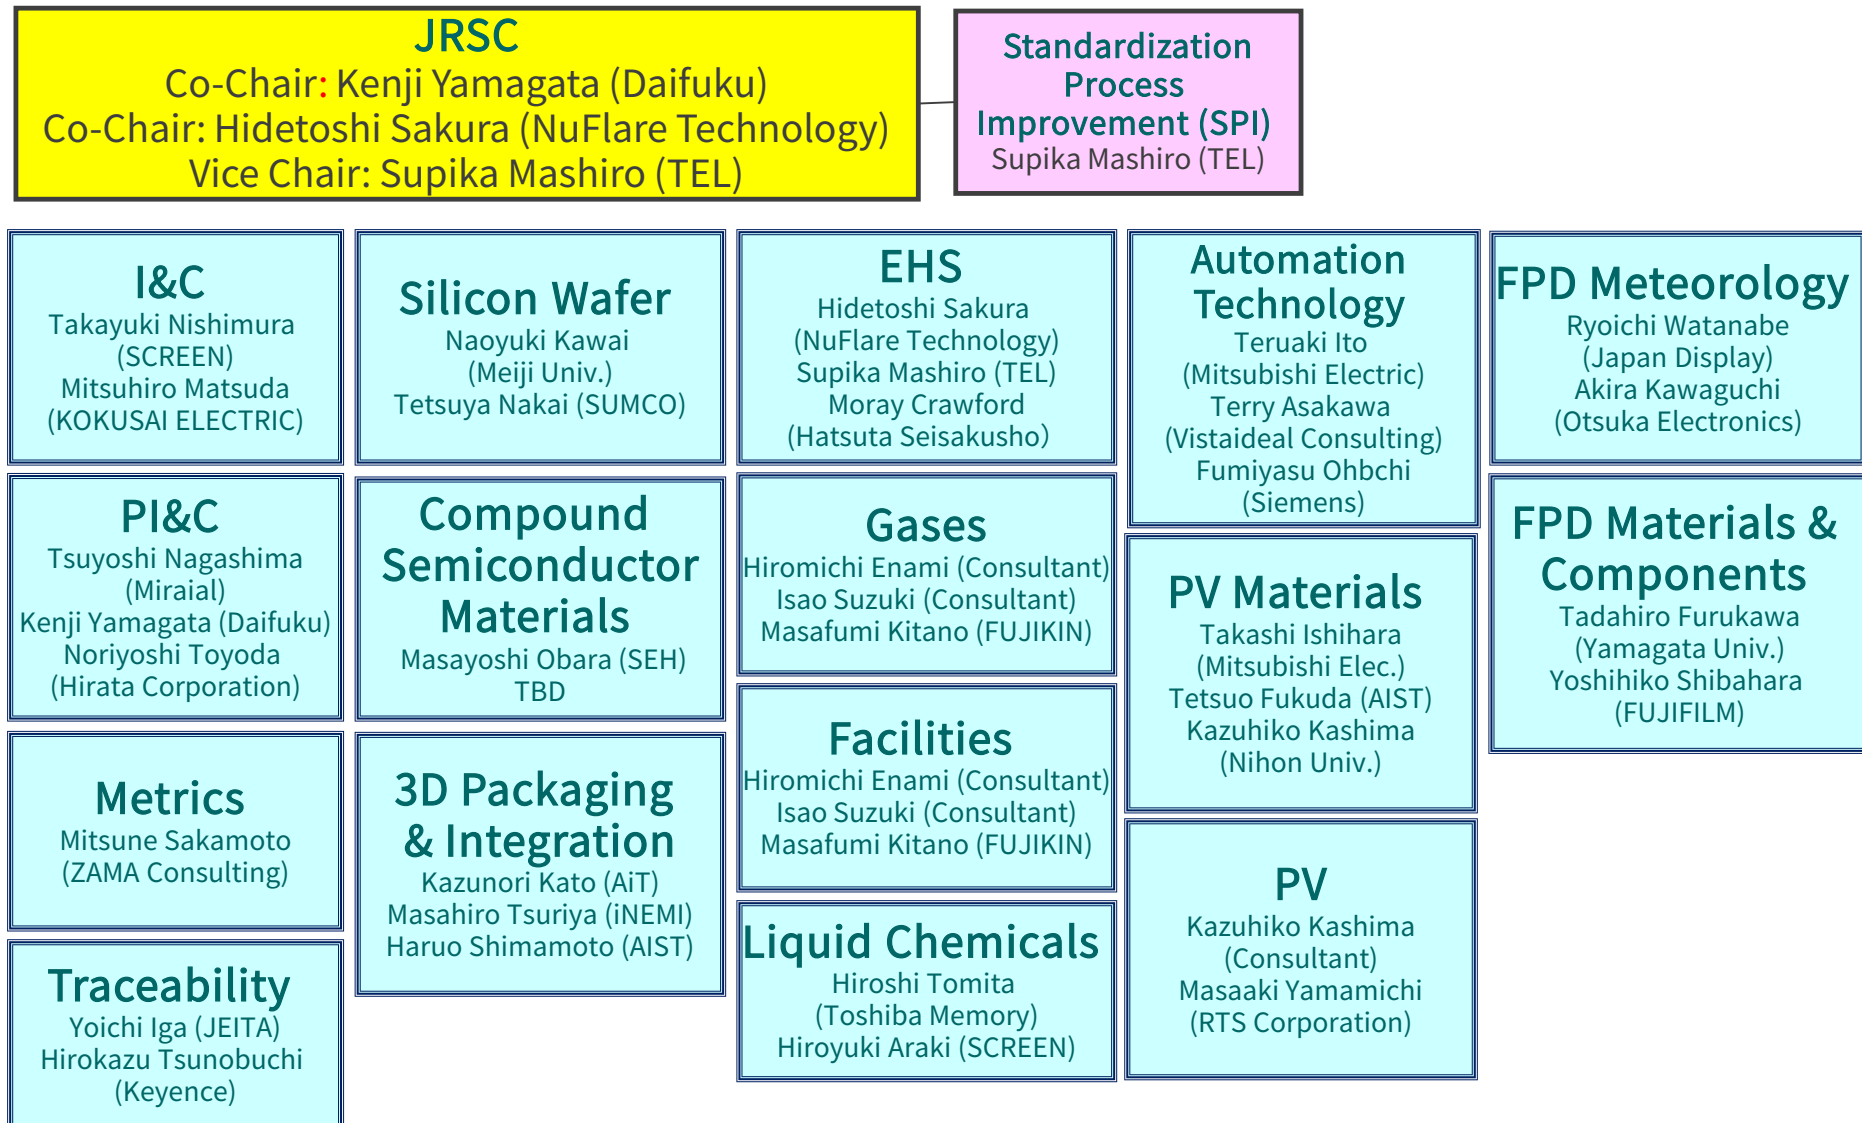 JRSC
Co-Chair: Kenji Yamagata (Daifuku)
Co-Chair: Hidetoshi Sakura (NuFlare Technology)
Vice Chair: Supika Mashiro (TEL)
Standardization
Process
Improvement (SPI)
Supika Mashiro (TEL)
I&C
Takayuki Nishimura
(SCREEN)
Mitsuhiro Matsuda
(KOKUSAI ELECTRIC)
Silicon Wafer
Naoyuki Kawai
(Meiji Univ.)
Tetsuya Nakai (SUMCO)
EHS
Hidetoshi Sakura
(NuFlare Technology)
Supika Mashiro (TEL)
Moray Crawford
(Hatsuta Seisakusho）
Automation
Technology
Teruaki Ito
(Mitsubishi Electric)
Terry Asakawa
(Vistaideal Consulting)
Fumiyasu Ohbchi
(Siemens)
FPD Meteorology
Ryoichi Watanabe
(Japan Display)
Akira Kawaguchi
(Otsuka Electronics)
PI&C
Tsuyoshi Nagashima
(Miraial)
Kenji Yamagata (Daifuku)
Noriyoshi Toyoda
(Hirata Corporation)
Compound
Semiconductor
Materials
Masayoshi Obara (SEH)
TBD
Gases
Hiromichi Enami (Consultant)
Isao Suzuki (Consultant)
Masafumi Kitano (FUJIKIN)
PV Materials
Takashi Ishihara
(Mitsubishi Elec.)
Tetsuo Fukuda (AIST)
Kazuhiko Kashima
(Nihon Univ.)
FPD Materials &
Components
Tadahiro Furukawa
(Yamagata Univ.)
Yoshihiko Shibahara
(FUJIFILM)
Metrics
Mitsune Sakamoto
(ZAMA Consulting)
3D Packaging
& Integration
Kazunori Kato (AiT)
Masahiro Tsuriya (iNEMI)
Haruo Shimamoto (AIST)
Facilities
Hiromichi Enami (Consultant)
Isao Suzuki (Consultant)
Masafumi Kitano (FUJIKIN)
PV
Kazuhiko Kashima
(Consultant)
Masaaki Yamamichi
(RTS Corporation)
Traceability
Yoichi Iga (JEITA)
Hirokazu Tsunobuchi
(Keyence)
Liquid Chemicals
Hiroshi Tomita
(Toshiba Memory)
Hiroyuki Araki (SCREEN)